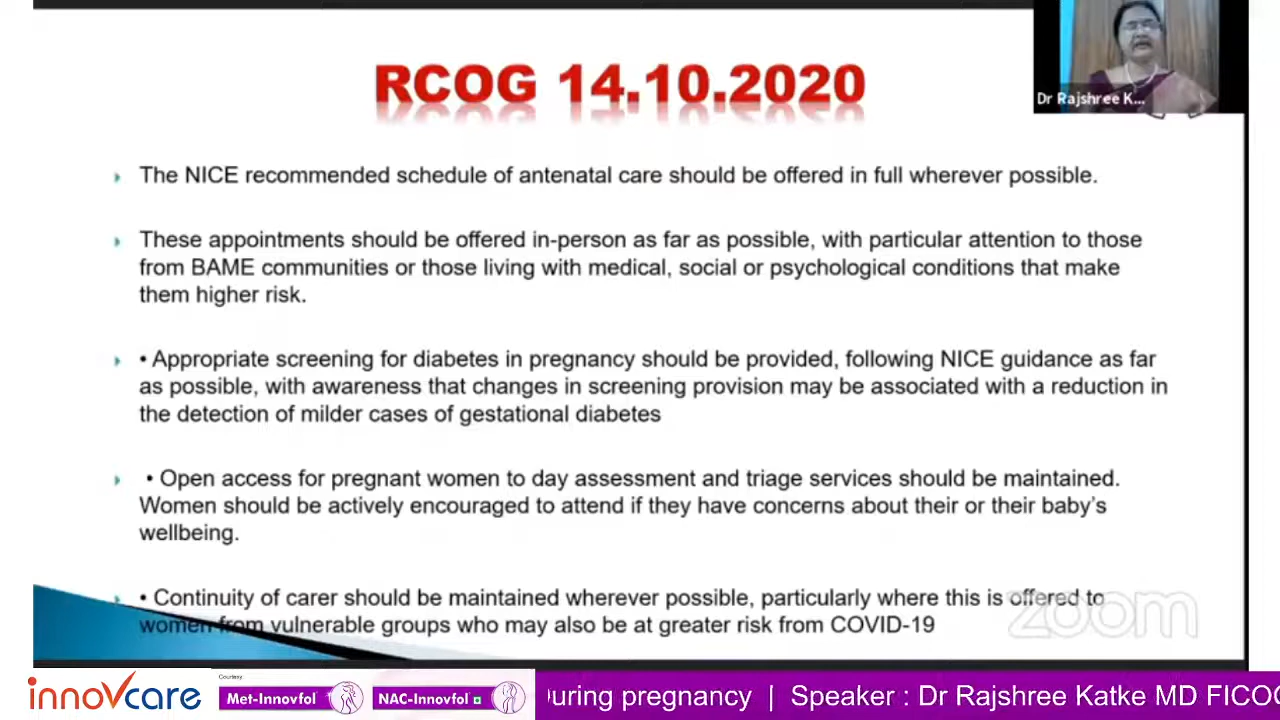 RCOG 14.10.2020
Dr Rajshree K...
The NICE recommended schedule of antenatal care should be offered in full wherever possible.
These appointments should be offered in-person as far as possible, with particular attention to those
from BAME communities or those living with medical, social or psychological conditions that make
them higher risk.
• Appropriate screening for diabetes in pregnancy should be provided, following NICE guidance as far
as possible, with awareness that changes in screening provision may be associated with a reduction in
the detection of milder cases of gestational diabetes
• Open access for pregnant women to day assessment and triage services should be maintained.
Women should be actively encouraged to attend if they have concerns about their or their baby's
wellbeing.
• Continuity of carer should be maintained wherever possible, particularly where this is offered to
women from vulnerable groups who may also be at greater risk from COVID-19
zoom
innovcare
Courtesy
Met-Innovfol
NAC-Innovfol
During pregnancy | Speaker : Dr Rajshree Katke MD FICOG